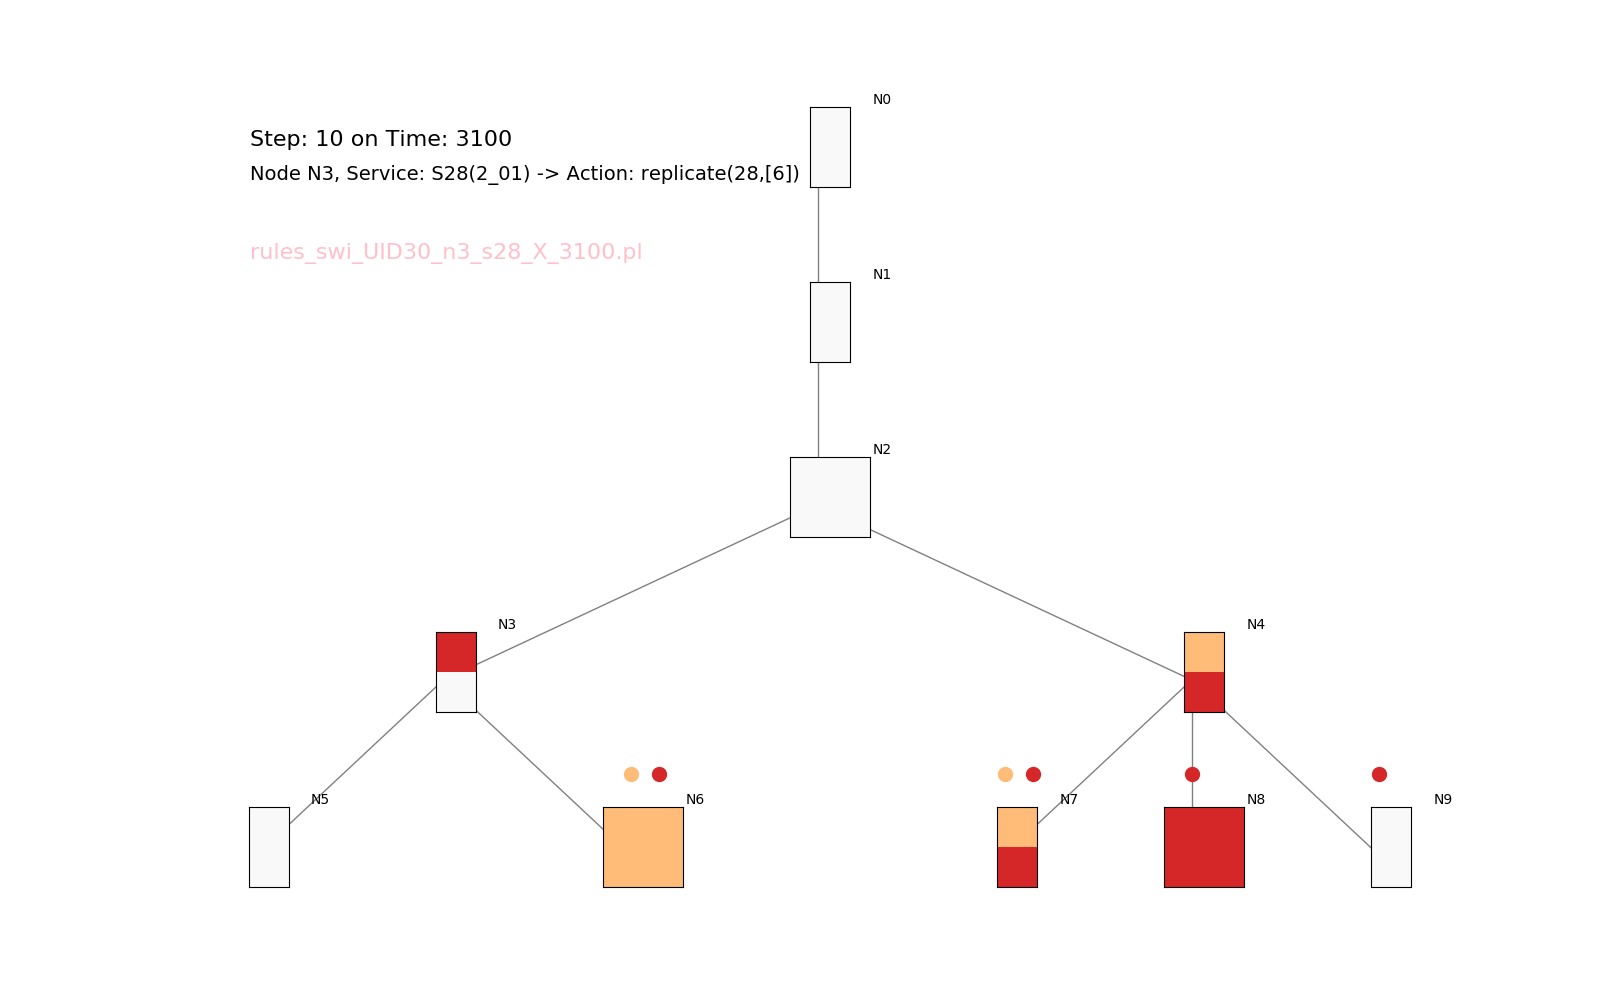 N0
Step: 10 on Time: 3100
Node N3, Service: S28(2_01) -> Action: replicate(28,[6])
rules_swi_UID30_n3_s28_X_3100.pl
N1
N2
N3
N4
N5
N6
N7
N8
N9